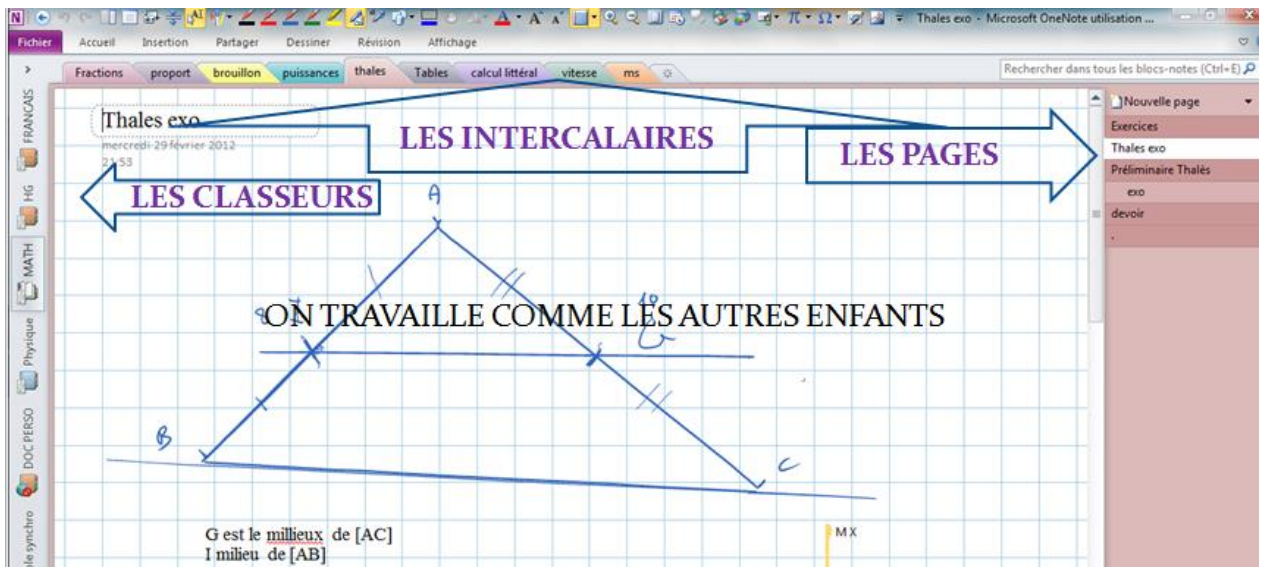 Thales exo - Microsoft OneNote utilisation ...
Fichier Accueil Insertion Partager Dessiner Révision Affichage
Fractions proport brouillon puissances thales Tables calcul littéral vitesse ms
Rechercher dans tous les blocs-notes (Ctrl+E)
FRANCAIS
HG
MATH
Physique
DOC PERSO
synchro
Thales exo
mercredi 29 février 2012
21:53
LES INTERCALAIRES
LES PAGES
LES CLASSEURS
Nouvelle page
Exercices
Thales exo
Préliminaire Thalès
exo
devoir
.
A
ON TRAVAILLE COMME LES AUTRES ENFANTS
G
B
C
G est le millieux de [AC]
I milieu de [AB]
M X